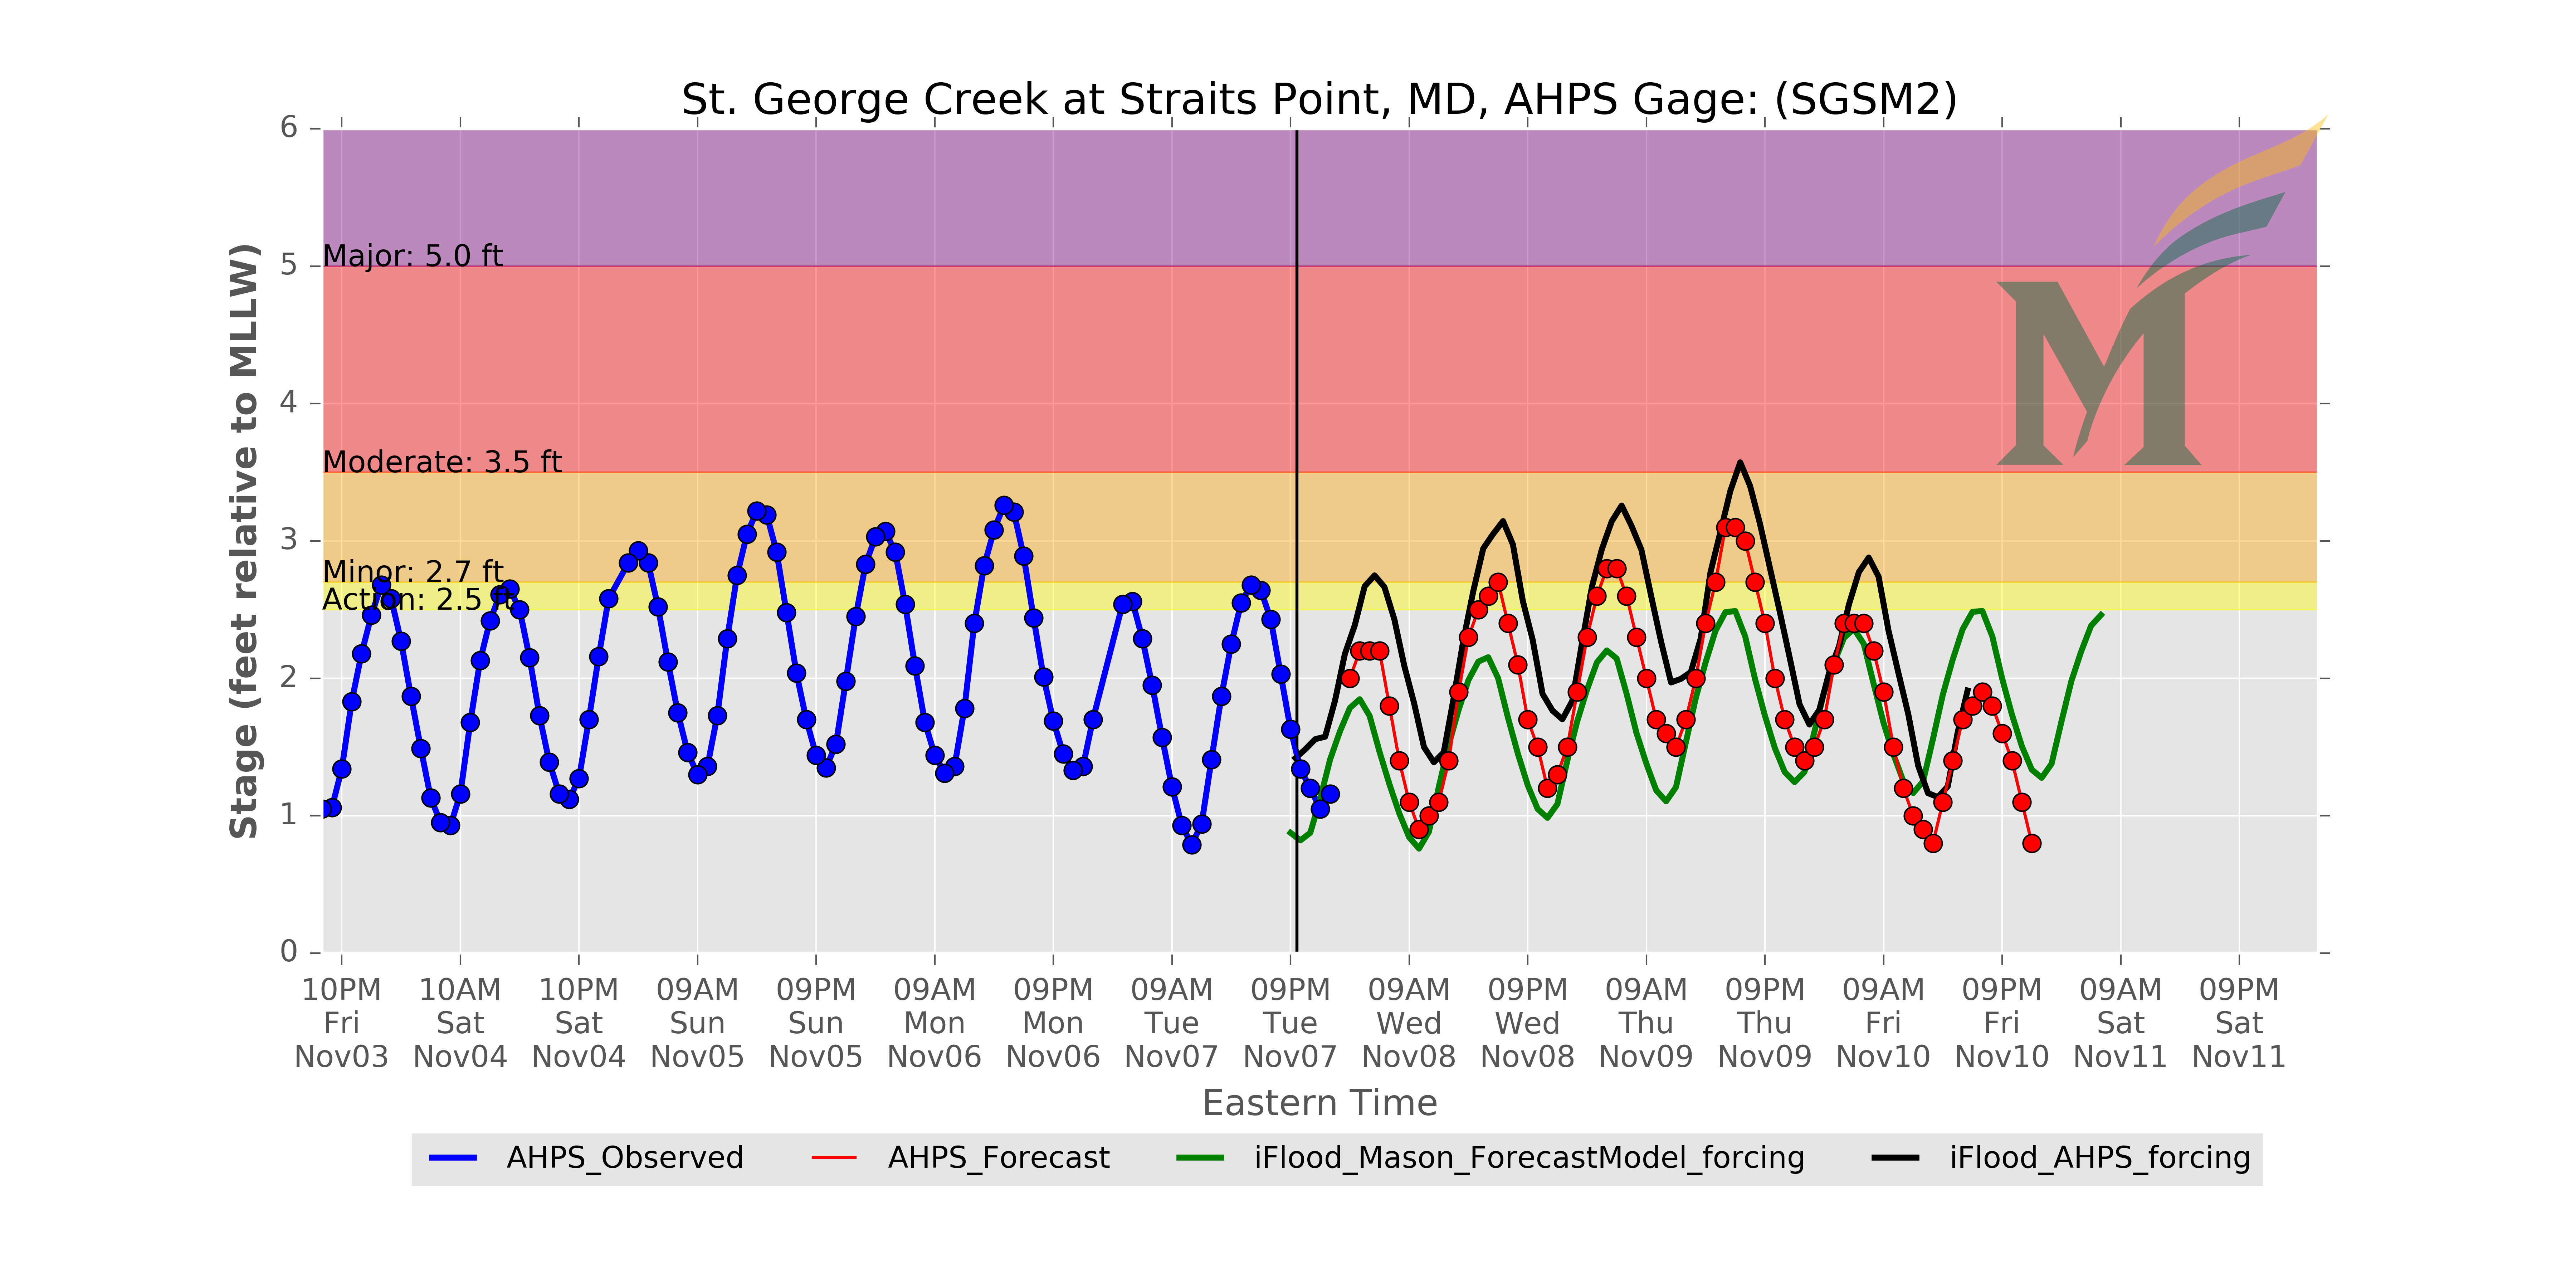 St. George Creek at Straits Point, MD, AHPS Gage: (SGSM2)
Stage (feet relative to MLLW)
6
5
4
3
2
1
0
Major: 5.0 ft
Moderate: 3.5 ft
Minor: 2.7 ft
Action: 2.5 ft
M
10PM Fri Nov03
10AM Sat Nov04
10PM Sat Nov04
09AM Sun Nov05
09PM Sun Nov05
09AM Mon Nov06
09PM Mon Nov06
09AM Tue Nov07
09PM Tue Nov07
09AM Wed Nov08
09PM Wed Nov08
09AM Thu Nov09
09PM Thu Nov09
09AM Fri Nov10
09PM Fri Nov10
09AM Sat Nov11
09PM Sat Nov11
Eastern Time
AHPS_Observed
AHPS_Forecast
iFlood_Mason_ForecastModel_forcing
iFlood_AHPS_forcing